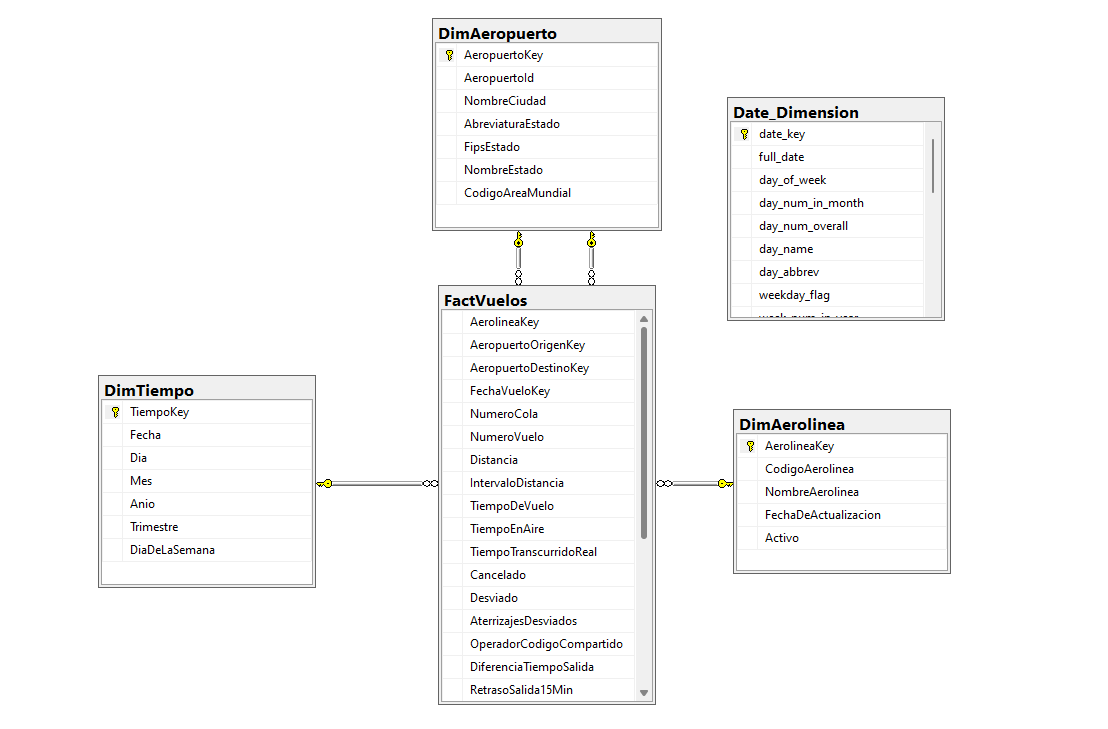 DimAeropuerto
AeropuertoKey
AeropuertoId
NombreCiudad
AbreviaturaEstado
FipsEstado
NombreEstado
CodigoAreaMundial
Date_Dimension
date_key
full_date
day_of_week
day_num_in_month
day_num_overall
day_name
day_abbrev
weekday_flag
FactVuelos
AerolineaKey
AeropuertoOrigenKey
AeropuertoDestinoKey
FechaVueloKey
NumeroCola
NumeroVuelo
Distancia
IntervaloDistancia
TiempoDeVuelo
TiempoEnAire
TiempoTranscurridoReal
Cancelado
Desviado
AterrizajesDesviados
OperadorCodigoCompartido
DiferenciaTiempoSalida
RetrasoSalida15Min
DimTiempo
TiempoKey
Fecha
Dia
Mes
Anio
Trimestre
DiaDeLaSemana
DimAerolinea
AerolineaKey
CodigoAerolinea
NombreAerolinea
FechaDeActualizacion
Activo